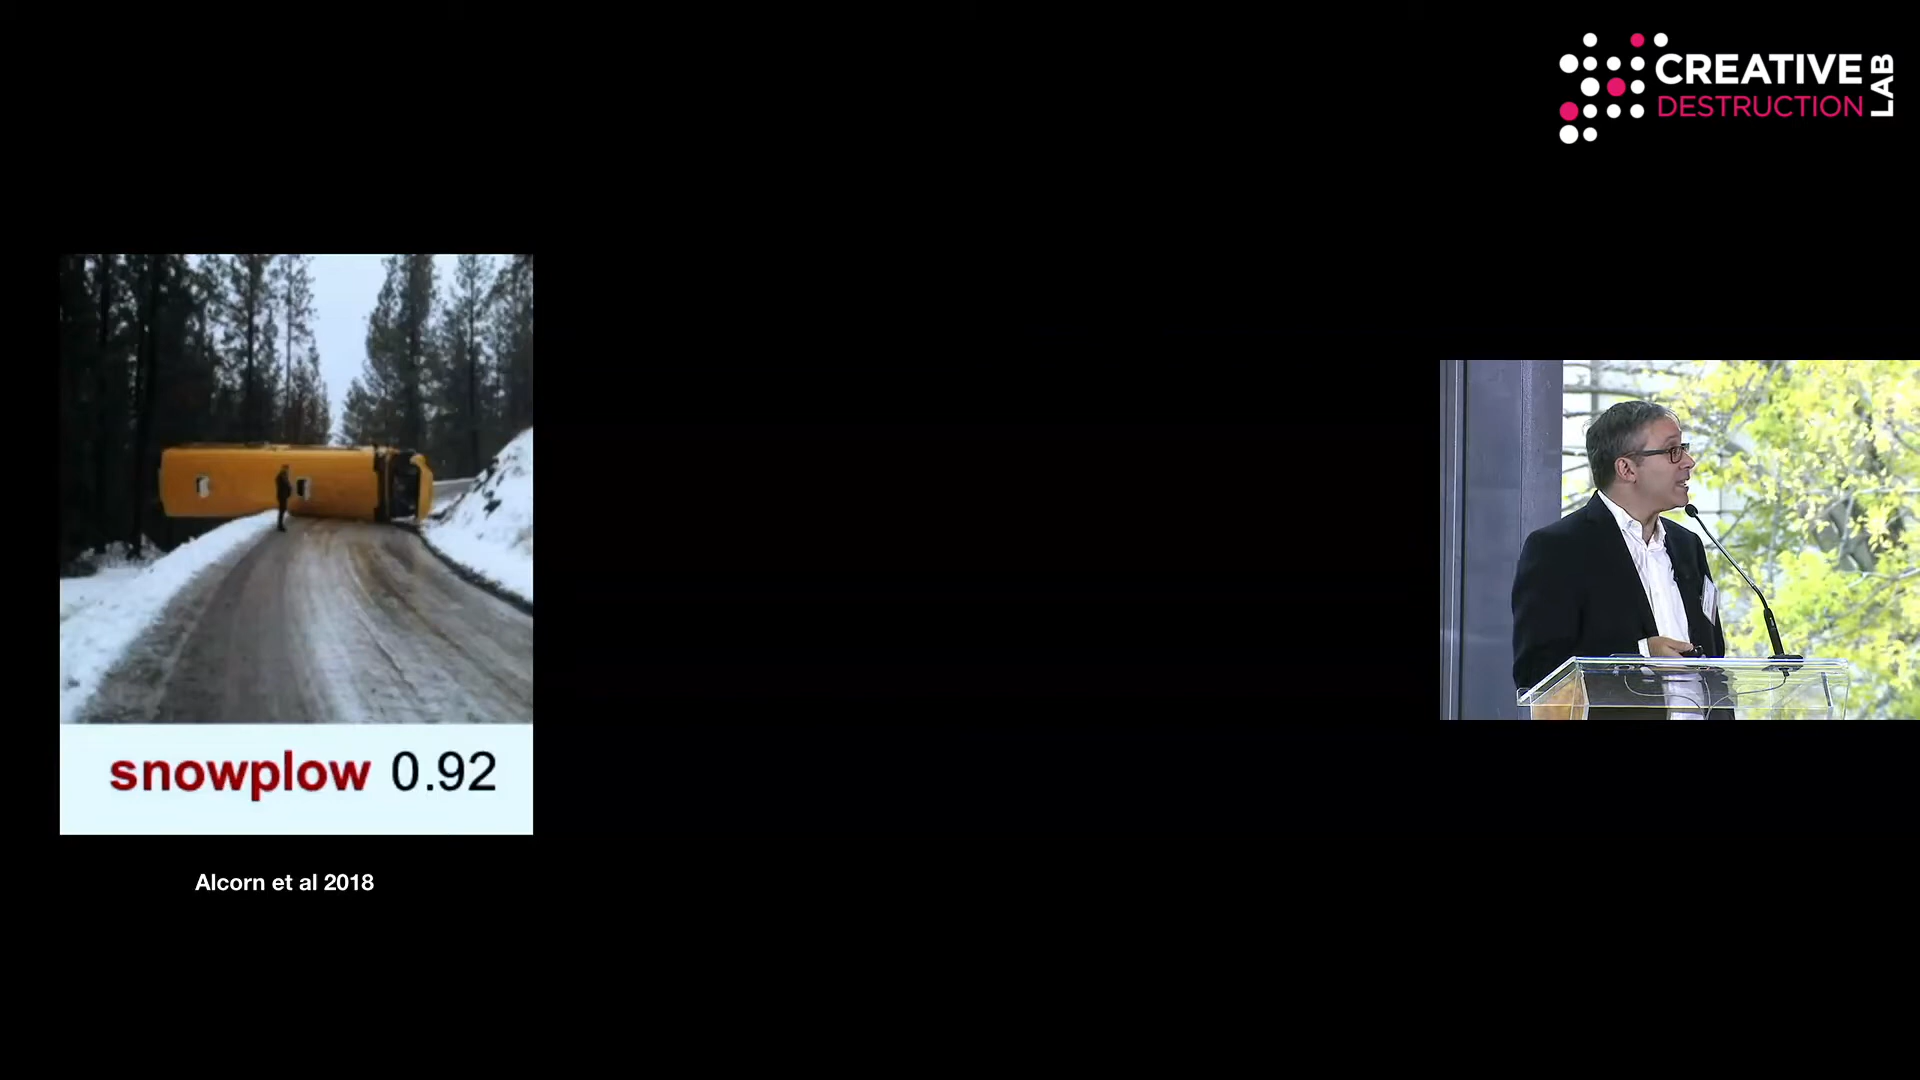 CREATIVE
DESTRUCTION
LAB
snowplow 0.92
Alcorn et al 2018